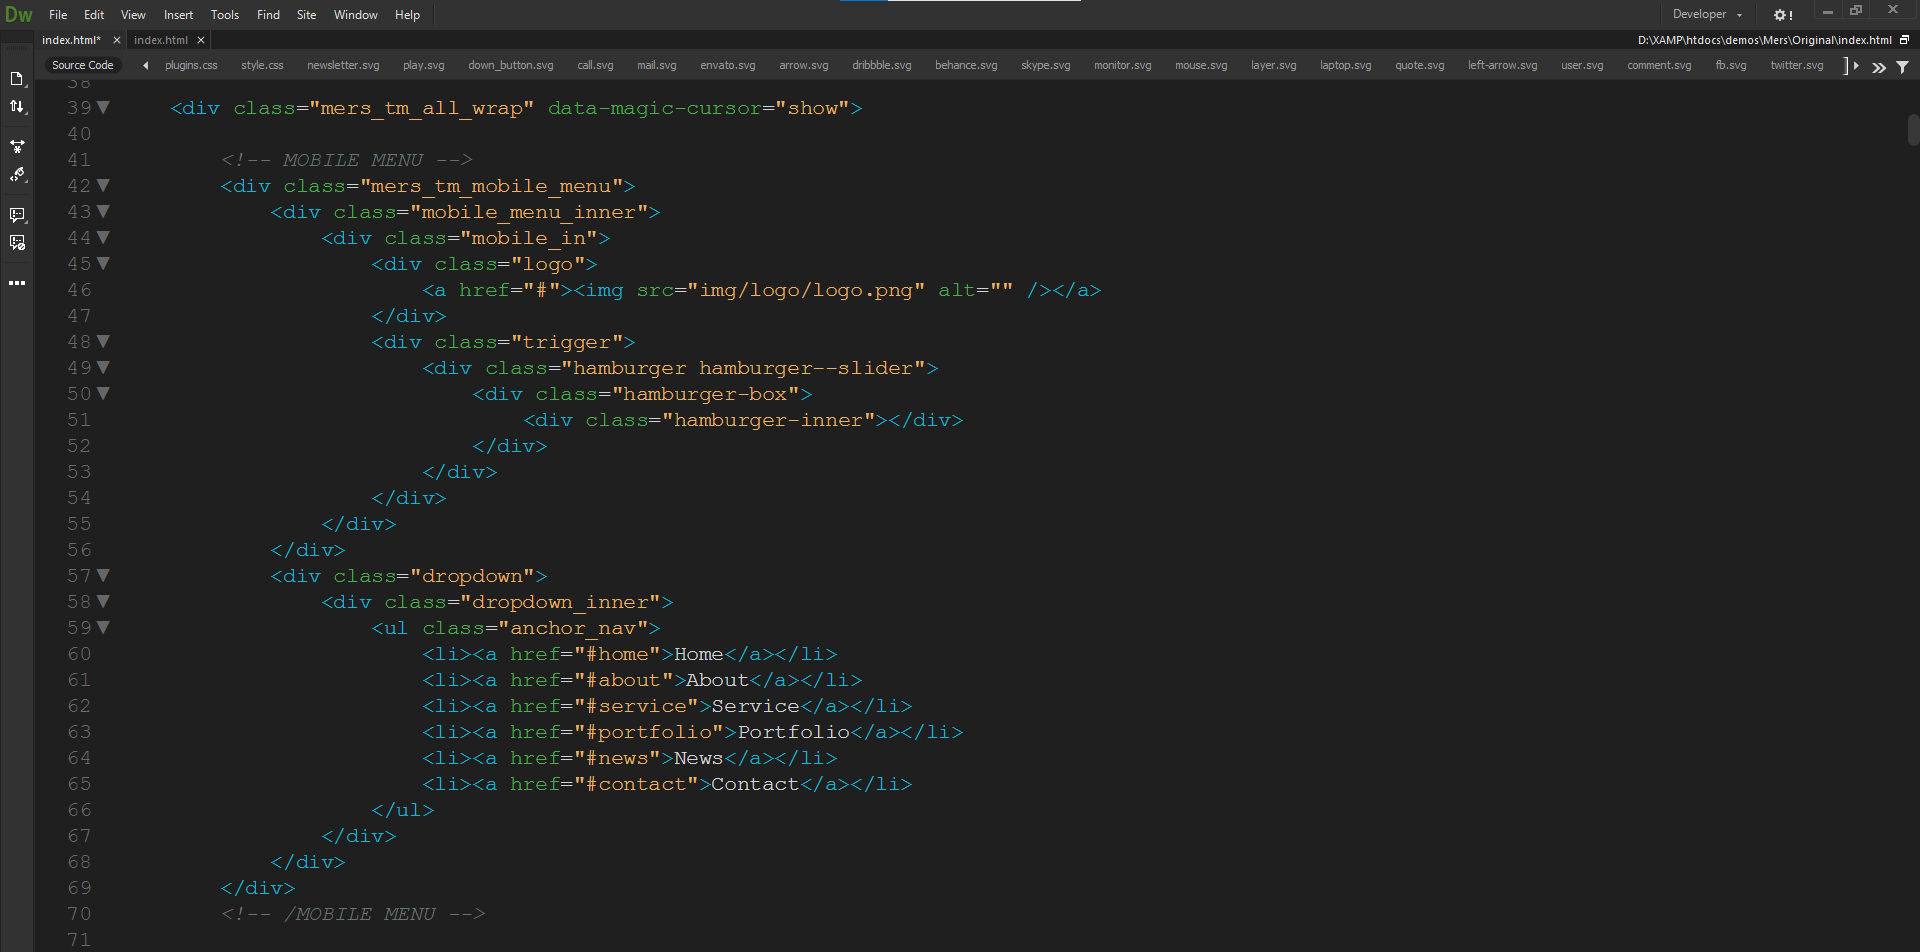 Dw File Edit View Insert Tools Find Site Window Help Developer
index.html* × index.html × D:\XAMP\htdocs\demos\Mers\Original\index.html
Source Code plugins.css style.css newsletter.svg play.svg down_button.svg call.svg mail.svg envato.svg arrow.svg dribbble.svg behance.svg skype.svg monitor.svg mouse.svg layer.svg laptop.svg quote.svg left-arrow.svg user.svg comment.svg fb.svg twitter.svg
38
39 <div class="mers_tm_all_wrap" data-magic-cursor="show">
40
41 <!-- MOBILE MENU -->
42 <div class="mers_tm_mobile_menu">
43 <div class="mobile_menu_inner">
44 <div class="mobile_in">
45 <div class="logo">
46 <a href="#"><img src="img/logo/logo.png" alt="" /></a>
47 </div>
48 <div class="trigger">
49 <div class="hamburger hamburger--slider">
50 <div class="hamburger-box">
51 <div class="hamburger-inner"></div>
52 </div>
53 </div>
54 </div>
55 </div>
56 </div>
57 <div class="dropdown">
58 <div class="dropdown_inner">
59 <ul class="anchor_nav">
60 <li><a href="#home">Home</a></li>
61 <li><a href="#about">About</a></li>
62 <li><a href="#service">Service</a></li>
63 <li><a href="#portfolio">Portfolio</a></li>
64 <li><a href="#news">News</a></li>
65 <li><a href="#contact">Contact</a></li>
66 </ul>
67 </div>
68 </div>
69 </div>
70 <!-- /MOBILE MENU -->
71